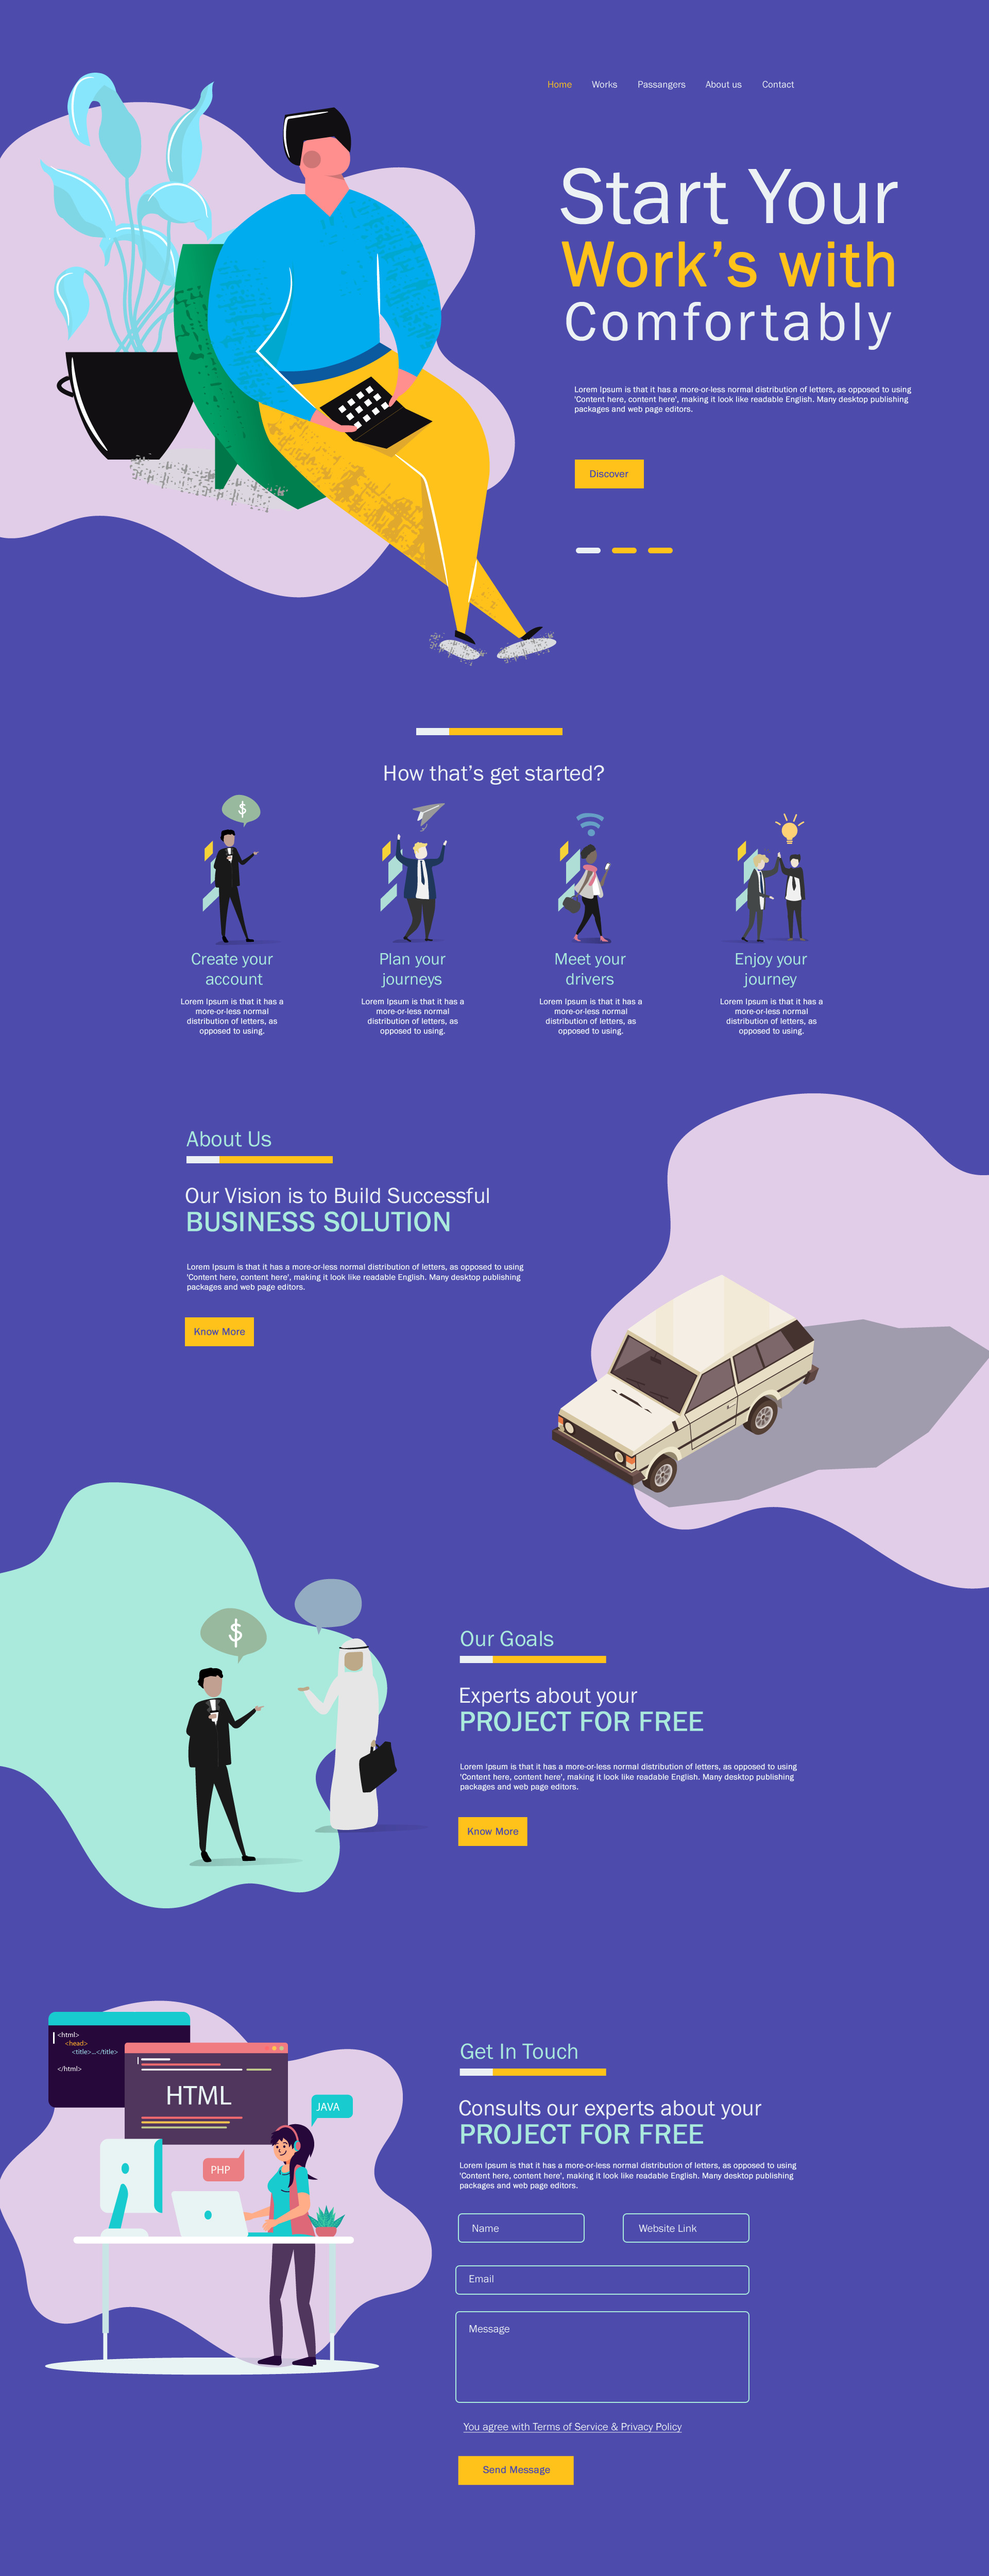 Home Works Passangers About us Contact
Start Your
Work's with
Comfortably
Lorem Ipsum is that it has a more-or-less normal distribution of letters, as opposed to using
'Content here, content here', making it look like readable English. Many desktop publishing
packages and web page editors.
Discover
How that's get started?
$
Create your
account
Lorem Ipsum is that it has a
more-or-less normal
distribution of letters, as
opposed to using.
Plan your
journeys
Lorem Ipsum is that it has a
more-or-less normal
distribution of letters, as
opposed to using.
Meet your
drivers
Lorem Ipsum is that it has a
more-or-less normal
distribution of letters, as
opposed to using.
Enjoy your
journey
Lorem Ipsum is that it has a
more-or-less normal
distribution of letters, as
opposed to using.
About Us
Our Vision is to Build Successful
BUSINESS SOLUTION
Lorem Ipsum is that it has a more-or-less normal distribution of letters, as opposed to using
'Content here, content here', making it look like readable English. Many desktop publishing
packages and web page editors.
Know More
$
Our Goals
Experts about your
PROJECT FOR FREE
Lorem Ipsum is that it has a more-or-less normal distribution of letters, as opposed to using
'Content here, content here', making it look like readable English. Many desktop publishing
packages and web page editors.
Know More
<html>
<head>
<title>...</title>
</html>
HTML
JAVA
PHP
Get In Touch
Consults our experts about your
PROJECT FOR FREE
Lorem Ipsum is that it has a more-or-less normal distribution of letters, as opposed to using
'Content here, content here', making it look like readable English. Many desktop publishing
packages and web page editors.
Name Website Link
Email
Message
You agree with Terms of Service & Privacy Policy
Send Message